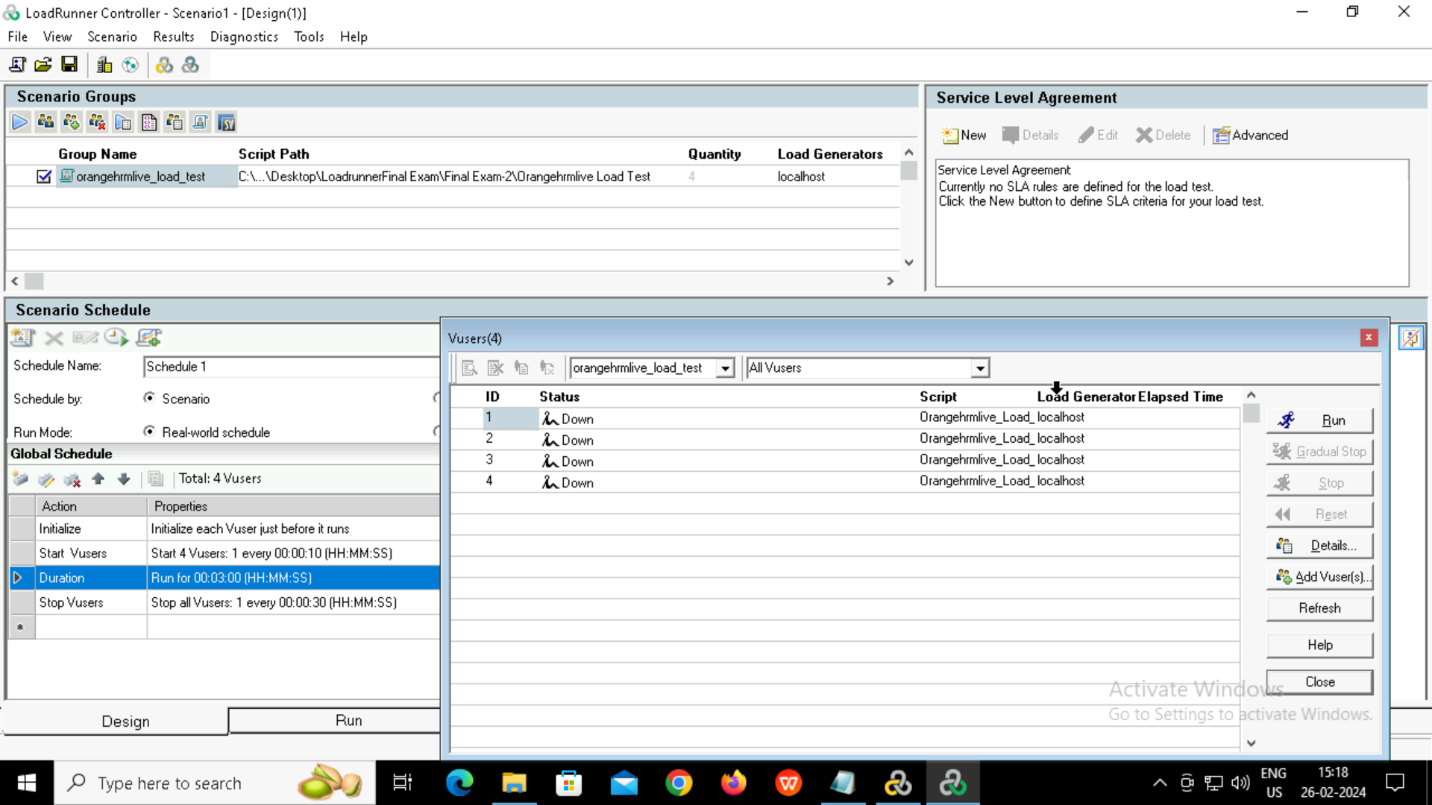 LoadRunner Controller - Scenario1 - [Design(1)]
File View Scenario Results Diagnostics Tools Help
Scenario Groups
Group Name Script Path Quantity Load Generators
orangehrmlive_load_test C:\...\Desktop\LoadrunnerFinal Exam\Final Exam-2\Orangehrmlive Load Test 4 localhost
Service Level Agreement
New Details Edit Delete Advanced
Service Level Agreement
Currently no SLA rules are defined for the load test.
Click the New button to define SLA criteria for your load test.
Scenario Schedule
Schedule Name: Schedule 1
Schedule by: Scenario
Run Mode: Real-world schedule
Global Schedule
Total: 4 Vusers
Action Properties
Initialize Initialize each Vuser just before it runs
Start Vusers Start 4 Vusers: 1 every 00:00:10 (HH:MM:SS)
Duration Run for 00:03:00 (HH:MM:SS)
Stop Vusers Stop all Vusers: 1 every 00:00:30 (HH:MM:SS)
*
Design Run
Vusers(4)
orangehrmlive_load_test All Vusers
ID Status Script Load Generator Elapsed Time
1 Down Orangehrmlive_Load_ localhost
2 Down Orangehrmlive_Load_ localhost
3 Down Orangehrmlive_Load_ localhost
4 Down Orangehrmlive_Load_ localhost
Run
Gradual Stop
Stop
Reset
Details...
Add Vuser(s)...
Refresh
Help
Close
Activate Windows
Go to Settings to activate Windows.
Type here to search
ENG
US
15:18
26-02-2024